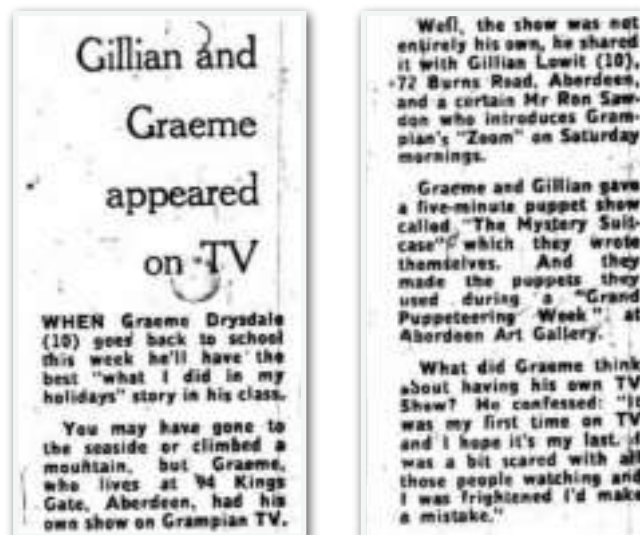 Gillian and
Graeme
appeared
on TV
WHEN Graeme Drysdale
(10) goes back to school
this week he'll have the
best "what I did in my
holidays" story in his class.
You may have gone to
the seaside or climbed a
mountain, but Graeme,
who lives at 94 Kings
Gate, Aberdeen, had his
own show on Grampian TV.
Well, the show was not
entirely his own, he shared
it with Gillian Lowit (10),
72 Burns Road, Aberdeen,
and a certain Mr Ron Saw-
don who introduces Gram-
pian's "Zoom" on Saturday
mornings.
Graeme and Gillian gave
a five-minute puppet show
called "The Mystery Suit-
case" which they wrote
themselves. And they
made the puppets they
used during a "Grand
Puppeteering Week" at
Aberdeen Art Gallery.
What did Graeme think
about having his own TV
Show? He confessed: "It
was my first time on TV
and I hope it's my last. I
was a bit scared with all
those people watching and
I was frightened I'd make
a mistake."